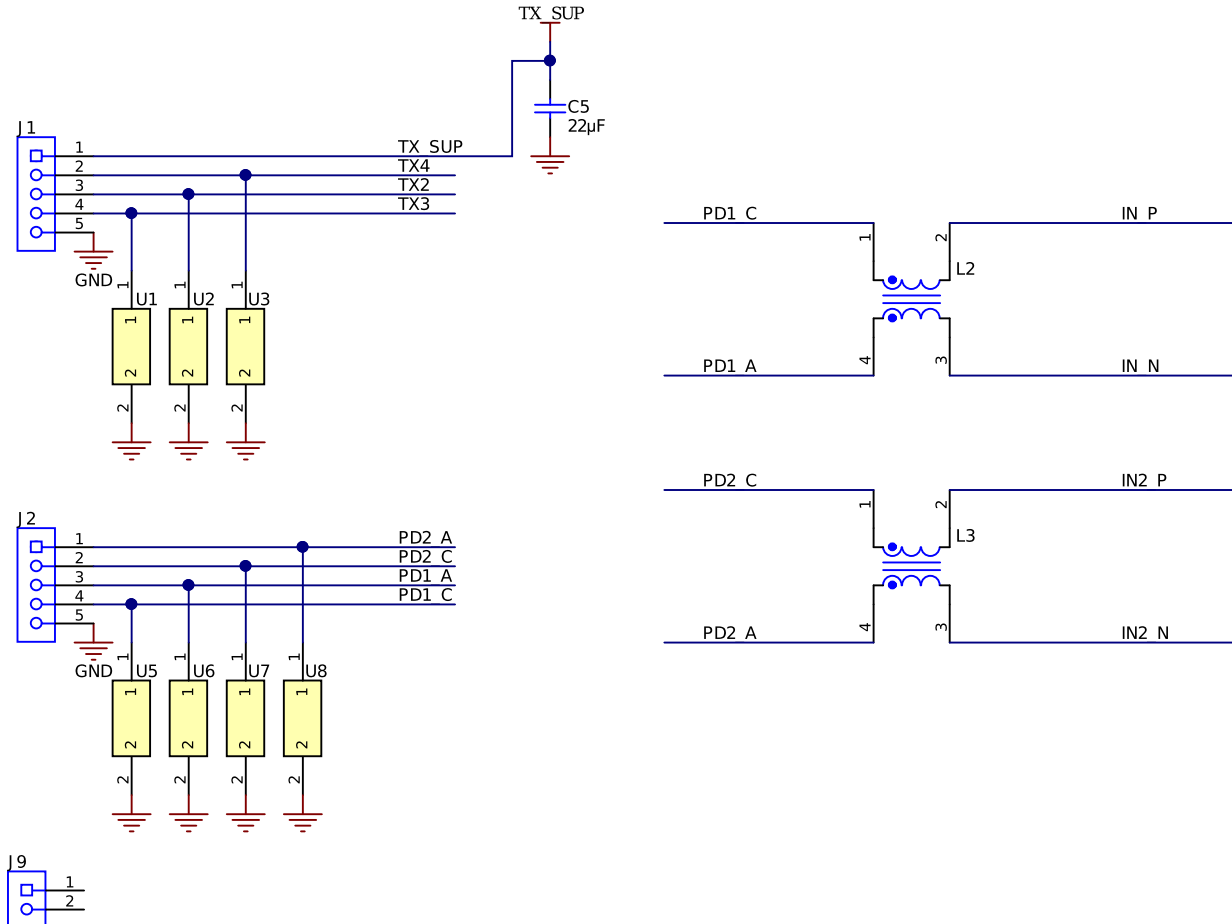 TX_SUP
C5
22µF
J1
1 TX_SUP
2 TX4
3 TX2
4 TX3
5
GND
1 1 1
U1 U2 U3
1 1 1
2 2 2
2 2 2
PD1_C IN_P
1 2
L2
4 3
PD1_A IN_N
PD2_C IN2_P
1 2
L3
4 3
PD2_A IN2_N
J2
1 PD2_A
2 PD2_C
3 PD1_A
4 PD1_C
5
GND
1 1 1 1
U5 U6 U7 U8
1 1 1 1
2 2 2 2
2 2 2 2
J9
1
2